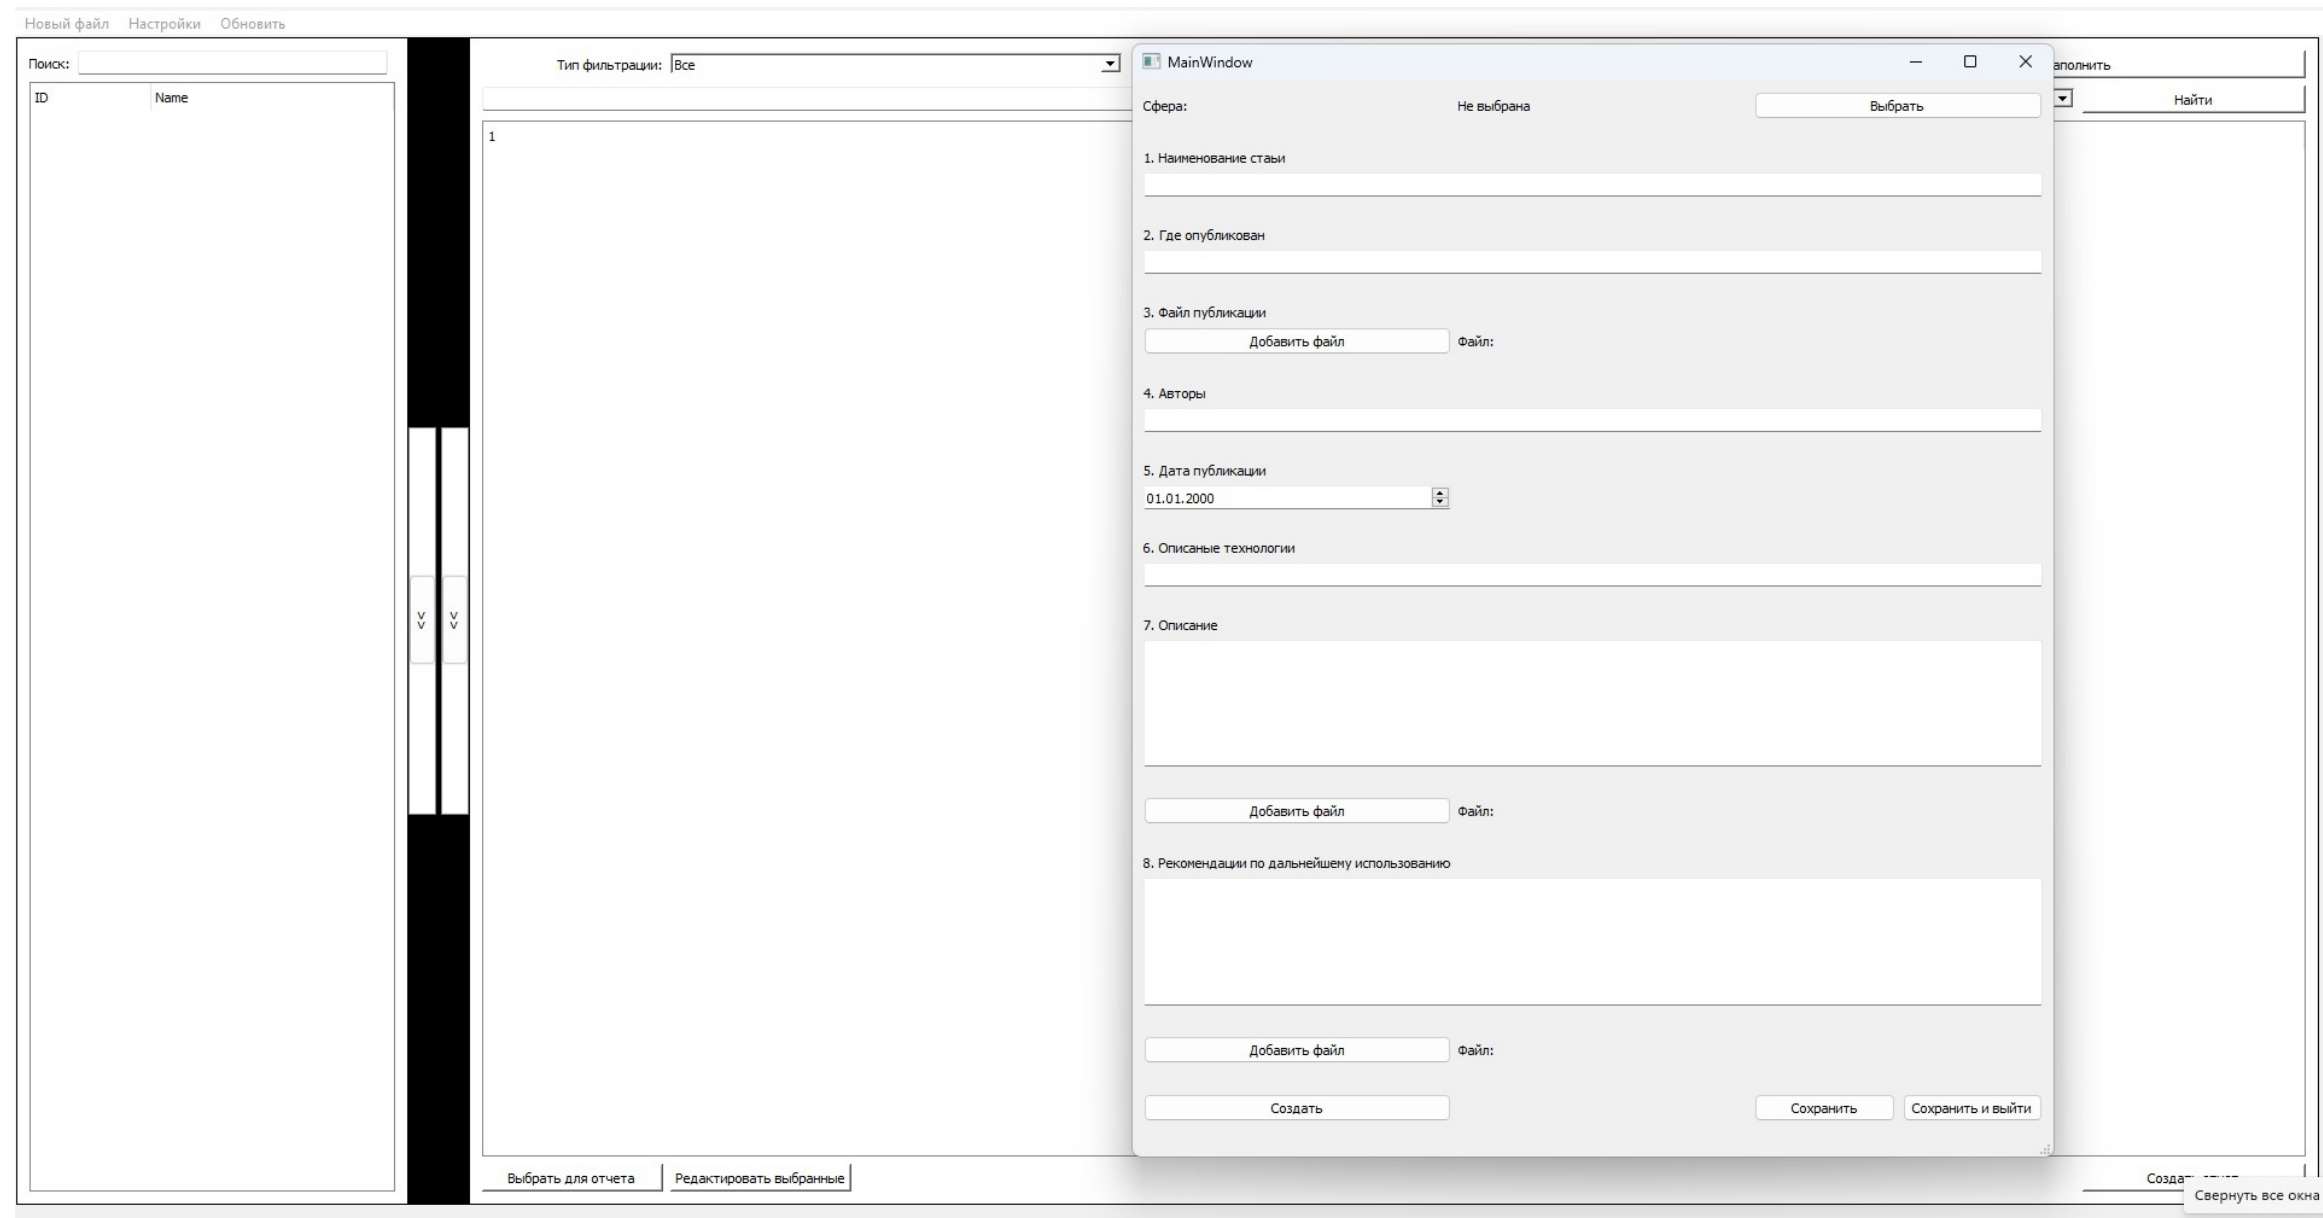 Новый файл Настройки Обновить
Поиск:
ID Name
Тип фильтрации: Все
Найти
1
MainWindow
Сфера: Не выбрана Выбрать
1. Наименование стаьи
2. Где опубликован
3. Файл публикации
Добавить файл Файл:
4. Авторы
5. Дата публикации
01.01.2000
6. Описаные технологии
7. Описание
Добавить файл Файл:
8. Рекомендации по дальнейшему использованию
Добавить файл Файл:
Создать Сохранить Сохранить и выйти
Выбрать для отчета Редактировать выбранные
Свернуть все окна